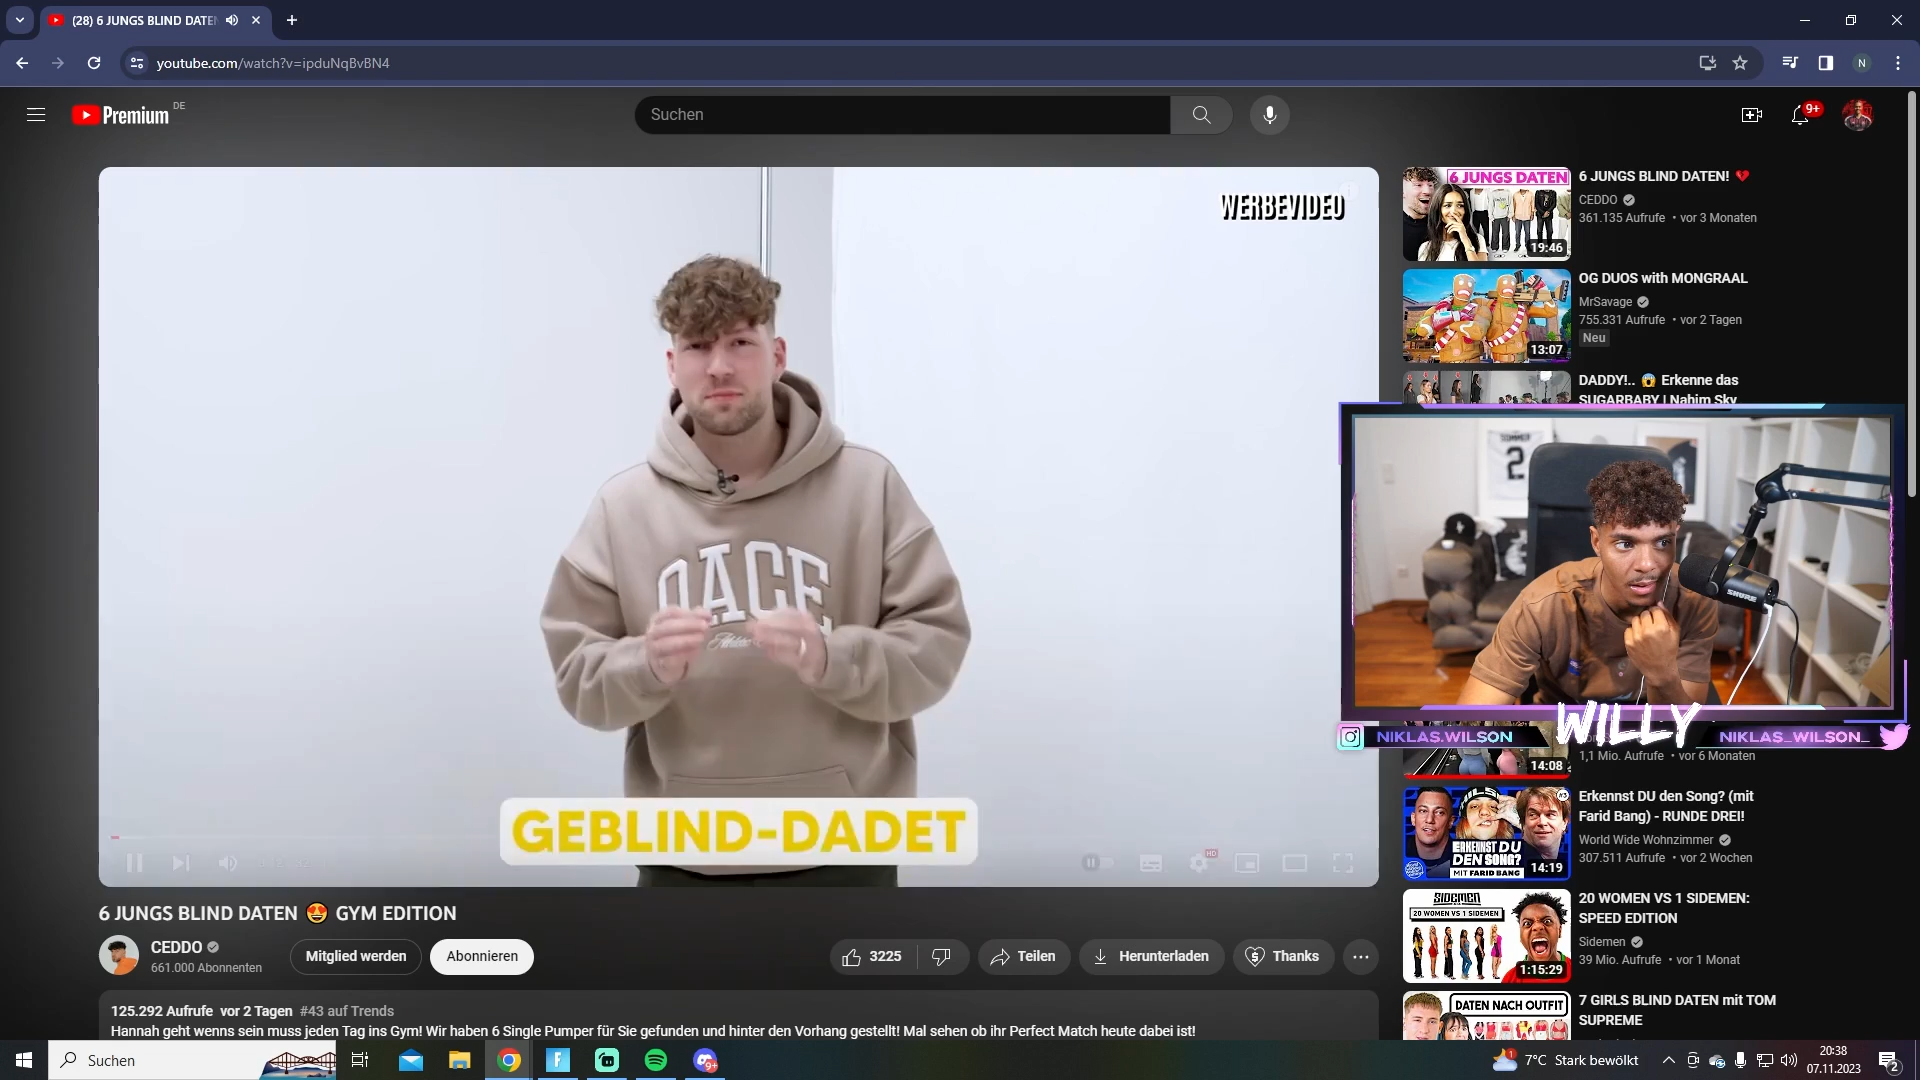 (28) 6 JUNGS BLIND DATEN
youtube.com/watch?v=ipduNqBvBN4
N
Premium DE
Suchen
9+
WERBEVIDEO
DACE
GEBLIND-DADET
HD
6 JUNGS BLIND DATEN 😍 GYM EDITION
CEDDO
661.000 Abonnenten
Mitglied werden
Abonnieren
3225
Teilen
Herunterladen
Thanks
125.292 Aufrufe vor 2 Tagen #43 auf Trends
Hannah geht wenns sein muss jeden Tag ins Gym! Wir haben 6 Single Pumper für Sie gefunden und hinter den Vorhang gestellt! Mal sehen ob ihr Perfect Match heute dabei ist!
6 JUNGS DATEN
19:46
6 JUNGS BLIND DATEN! 💔
CEDDO
361.135 Aufrufe • vor 3 Monaten
13:07
OG DUOS with MONGRAAL
MrSavage
755.331 Aufrufe • vor 2 Tagen
Neu
DADDY!.. 😱 Erkenne das
SUGARBABY | Nahim Sky
SOMMER
2
SHURE
WILLY
NIKLAS.WILSON
NIKLAS_WILSON_
14:08
1,1 Mio. Aufrufe • vor 6 Monaten
ERKENNST DU
DEN SONG?
MIT FARID BANG
14:19
Erkennst DU den Song? (mit
Farid Bang) - RUNDE DREI!
World Wide Wohnzimmer
307.511 Aufrufe • vor 2 Wochen
SIDEMEN
20 WOMEN VS 1 SIDEMEN
1:15:29
20 WOMEN VS 1 SIDEMEN:
SPEED EDITION
Sidemen
39 Mio. Aufrufe • vor 1 Monat
DATEN NACH OUTFIT
7 GIRLS BLIND DATEN mit TOM
SUPREME
Suchen
9+
1
7°C Stark bewölkt
20:38
07.11.2023
2